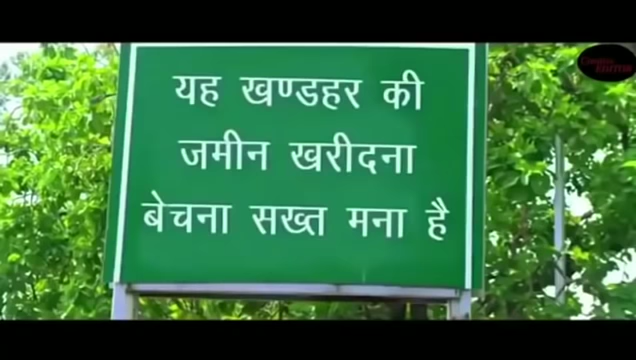 यह खण्डहर की
जमीन खरीदना
बेचना सख्त मना है